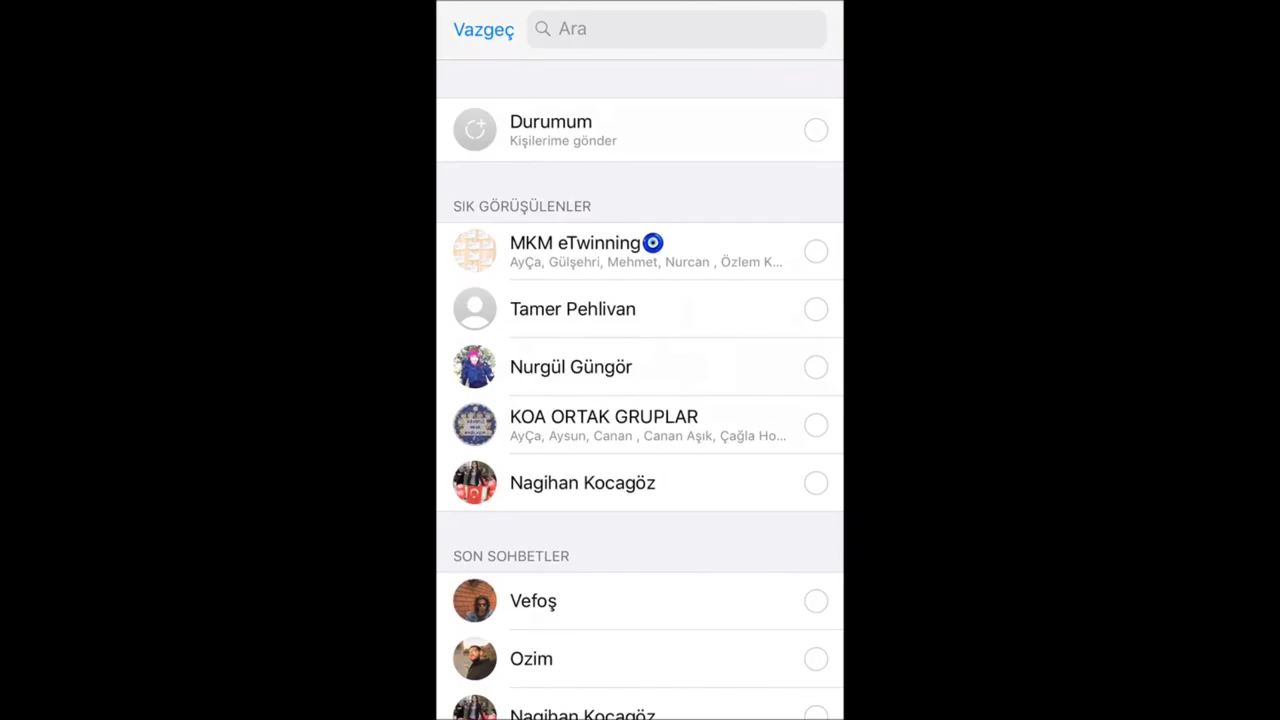 Vazgeç
Ara
Durumum
Kişilerime gönder
SIK GÖRÜŞÜLENLER
MKM eTwinning🧿
AyÇa, Gülşehri, Mehmet, Nurcan , Özlem K...
Tamer Pehlivan
Nurgül Güngör
KOA ORTAK GRUPLAR
AyÇa, Aysun, Canan , Canan Aşık, Çağla Ho...
Nagihan Kocagöz
SON SOHBETLER
Vefoş
Ozim
Nagihan Kocagöz